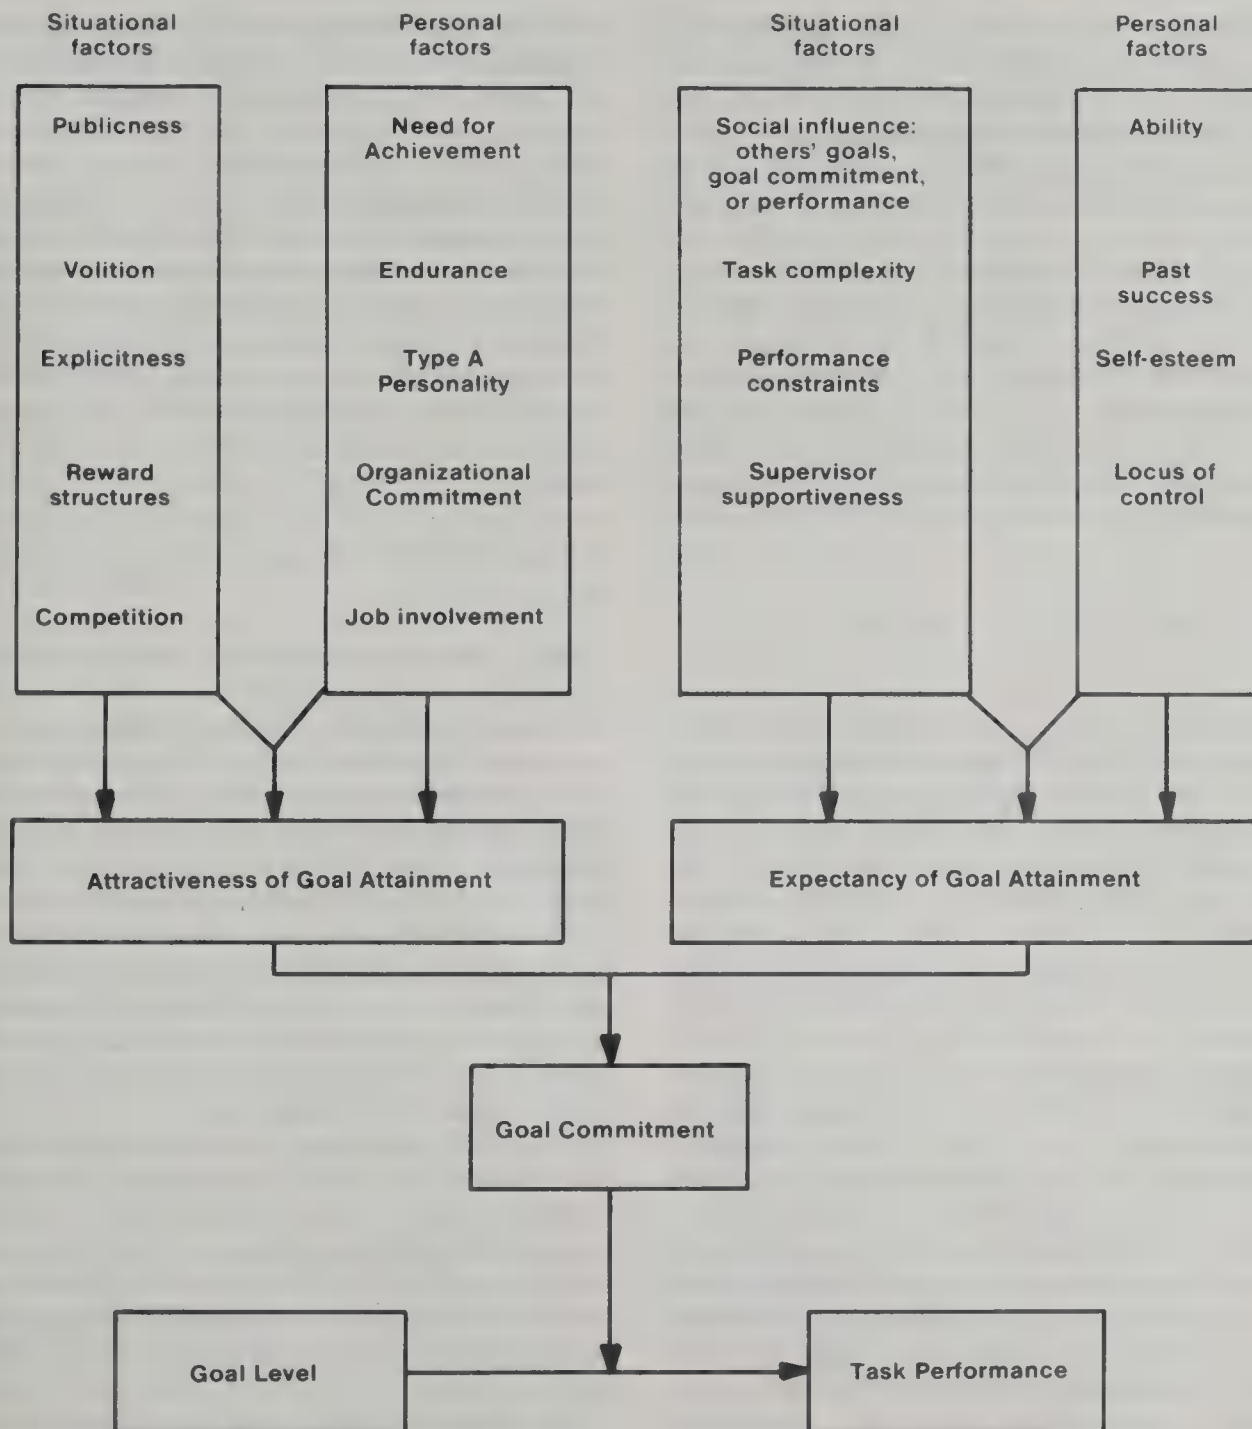 Situational
factors
Personal
factors
Situational
factors
Personal
factors
Publicness
Volition
Explicitness
Reward
structures
Competition
Need for
Achievement
Endurance
Type A
Personality
Organizational
Commitment
Job involvement
Social influence:
others' goals,
goal commitment,
or performance
Task complexity
Performance
constraints
Supervisor
supportiveness
Ability
Past
success
Self-esteem
Locus of
control
Attractiveness of Goal Attainment
Expectancy of Goal Attainment
Goal Commitment
Goal Level
Task Performance